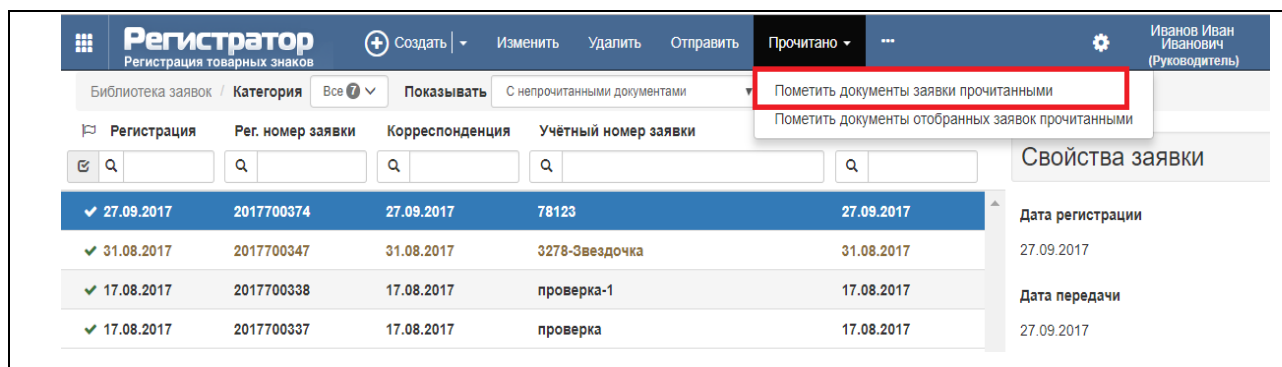 Регистратор
Регистрация товарных знаков
Создать
Изменить
Удалить
Отправить
Прочитано
•••
Иванов Иван
Иванович
(Руководитель)
Библиотека заявок / Категория Все 7 Показывать С непрочитанными документами
Пометить документы заявки прочитанными
Пометить документы отобранных заявок прочитанными
Регистрация Рег. номер заявки Корреспонденция Учётный номер заявки
Свойства заявки
27.09.2017 2017700374 27.09.2017 78123 27.09.2017
31.08.2017 2017700347 31.08.2017 3278-Звездочка 31.08.2017
17.08.2017 2017700338 17.08.2017 проверка-1 17.08.2017
17.08.2017 2017700337 17.08.2017 проверка 17.08.2017
Дата регистрации
27.09.2017
Дата передачи
27.09.2017